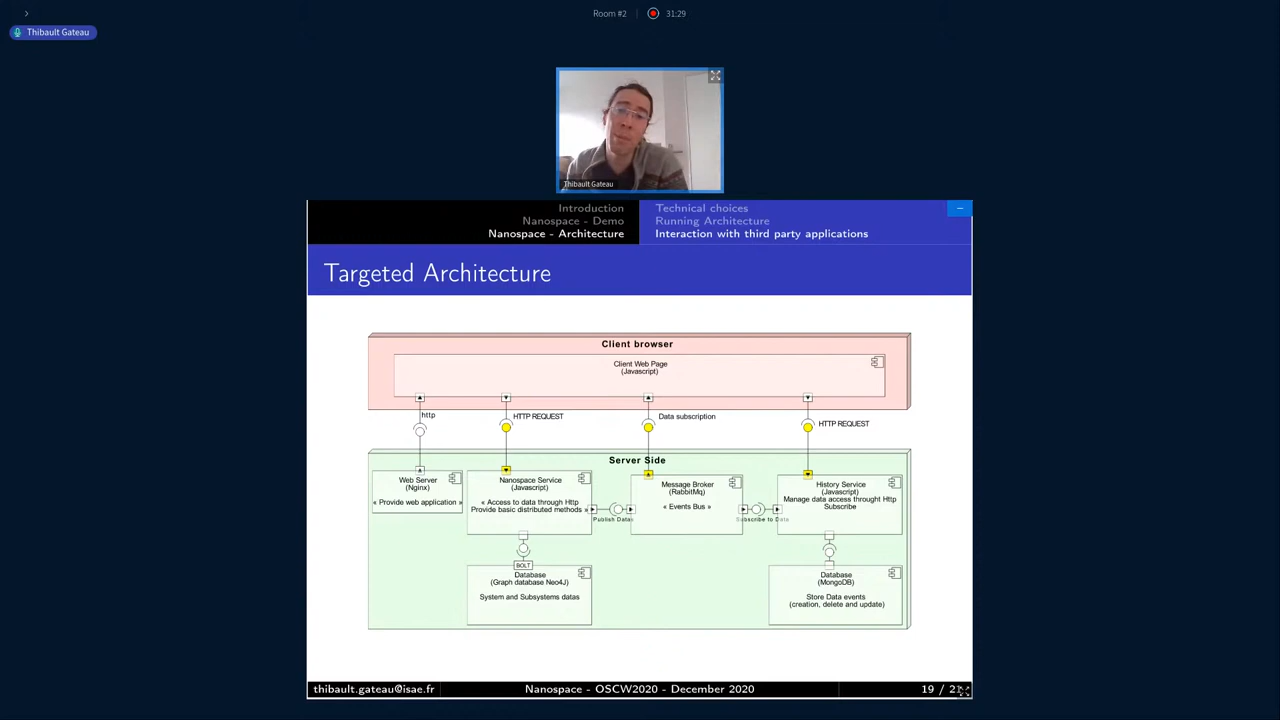 Room #2
31:29
Thibault Gateau
Thibault Gateau
Introduction
Nanospace - Demo
Nanospace - Architecture
Technical choices
Running Architecture
Interaction with third party applications
Targeted Architecture
Client browser
Client Web Page
(Javascript)
http
HTTP REQUEST
Data subscription
HTTP REQUEST
Server Side
Web Server
(Nginx)
« Provide web application »
Nanospace Service
(Javascript)
« Access to data through Http
Provide basic distributed methods »
Publish Datas
Message Broker
(RabbitMq)
« Events Bus »
Subscribe to Data
History Service
(Javascript)
Manage data access throught Http
Subscribe
BOLT
Database
(Graph database Neo4J)
System and Subsystems datas
Database
(MongoDB)
Store Data events
(creation, delete and update)
thibault.gateau@isae.fr
Nanospace - OSCW2020 - December 2020
19 / 21